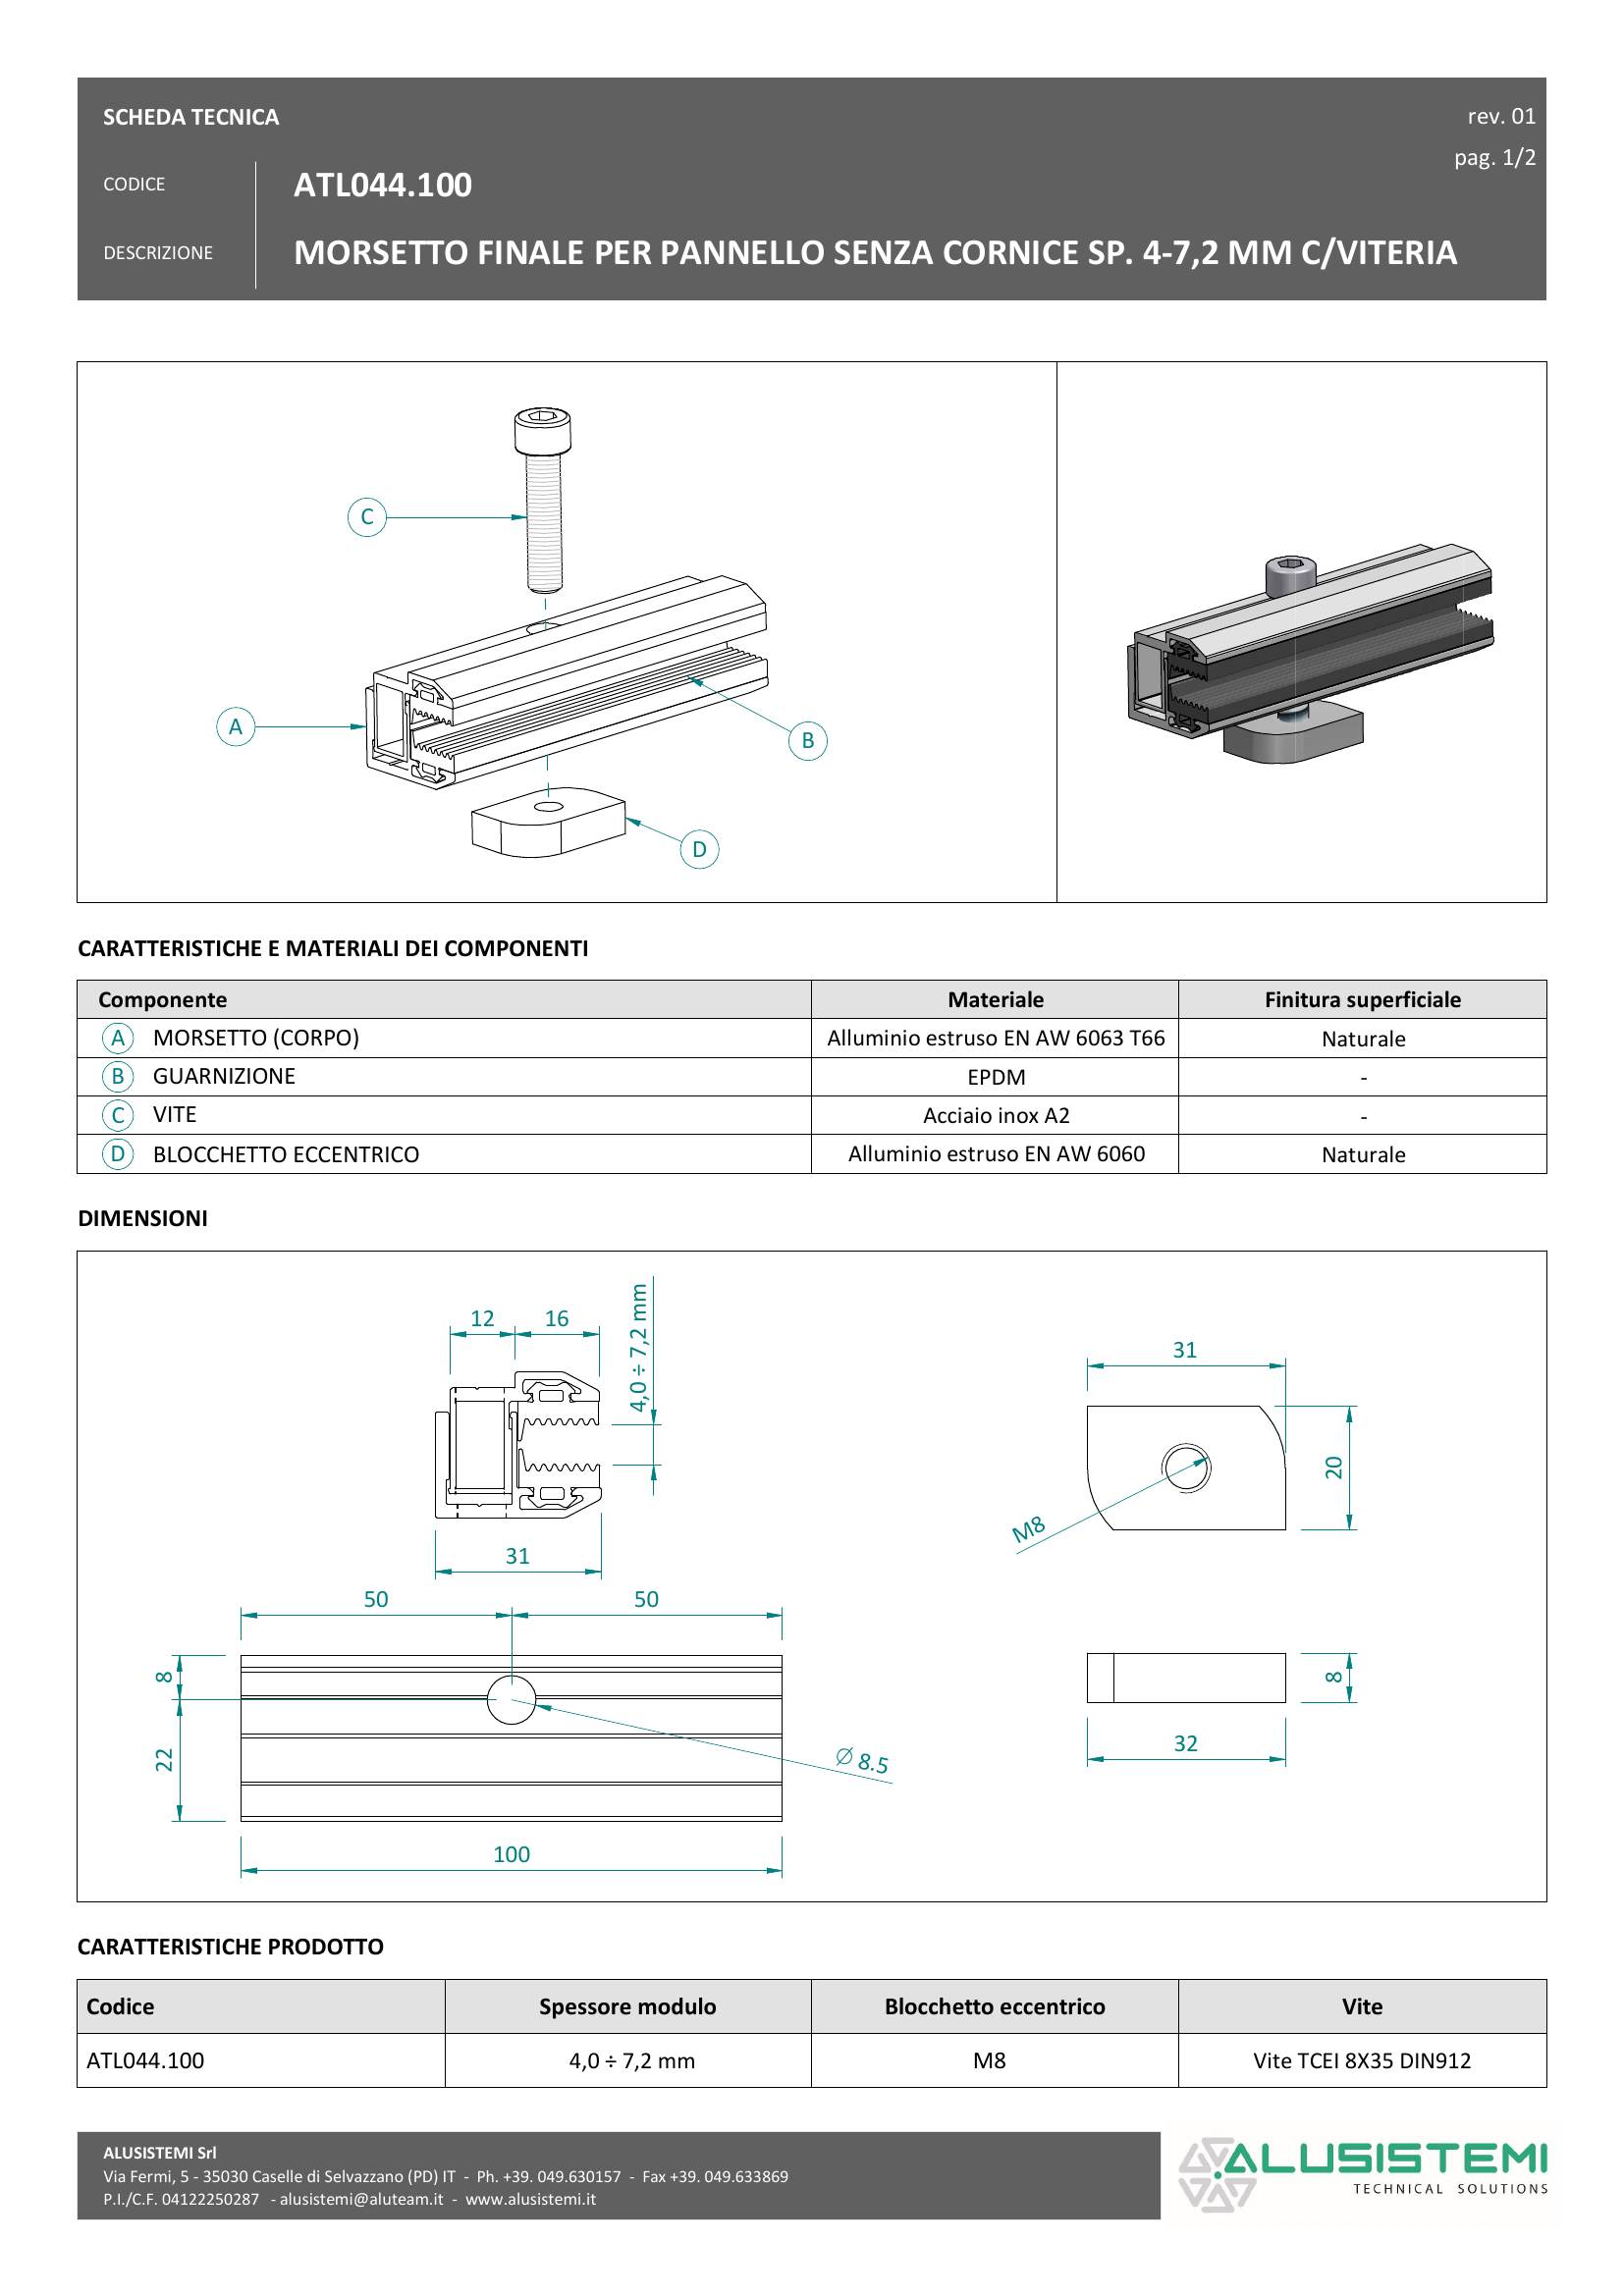 SCHEDA TECNICA
rev. 01
pag. 1/2
CODICE
ATL044.100
DESCRIZIONE
MORSETTO FINALE PER PANNELLO SENZA CORNICE SP. 4-7,2 MM C/VITERIA
C
A
B
D
CARATTERISTICHE E MATERIALI DEI COMPONENTI
Componente Materiale Finitura superficiale
A MORSETTO (CORPO) Alluminio estruso EN AW 6063 T66 Naturale
B GUARNIZIONE EPDM -
C VITE Acciaio inox A2 -
D BLOCCHETTO ECCENTRICO Alluminio estruso EN AW 6060 Naturale
DIMENSIONI
12 16
4,0 ÷ 7,2 mm
31
20
M8
31
50 50
8
22
Ø 8.5
100
8
32
CARATTERISTICHE PRODOTTO
Codice Spessore modulo Blocchetto eccentrico Vite
ATL044.100 4,0 ÷ 7,2 mm M8 Vite TCEI 8X35 DIN912
ALUSISTEMI Srl
Via Fermi, 5 - 35030 Caselle di Selvazzano (PD) IT - Ph. +39. 049.630157 - Fax +39. 049.633869
P.I./C.F. 04122250287 - alusistemi@aluteam.it - www.alusistemi.it
ALUSISTEMI
TECHNICAL SOLUTIONS